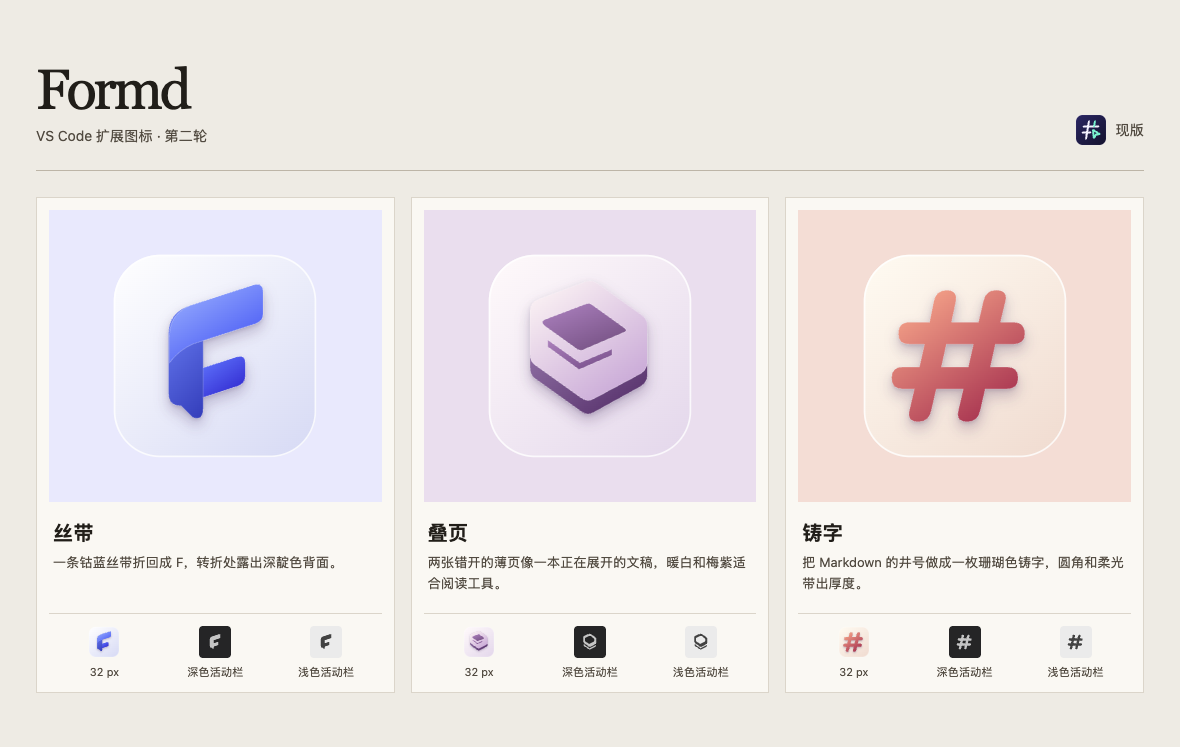 Formd
VS Code 扩展图标 · 第二轮
现版
丝带
一条钴蓝丝带折回成 F，转折处露出深靛色背面。
32 px
深色活动栏
浅色活动栏
叠页
两张错开的薄页像一本正在展开的文稿，暖白和梅紫适
合阅读工具。
32 px
深色活动栏
浅色活动栏
铸字
把 Markdown 的井号做成一枚珊瑚色铸字，圆角和柔光
带出厚度。
32 px
深色活动栏
浅色活动栏